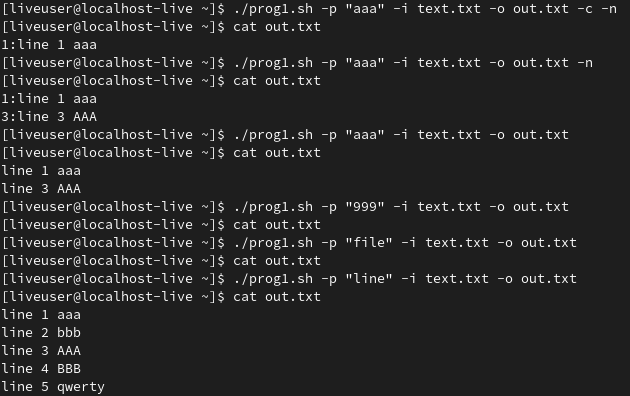 [liveuser@localhost-live ~]$ ./prog1.sh -p "aaa" -i text.txt -o out.txt -c -n
[liveuser@localhost-live ~]$ cat out.txt
1:line 1 aaa
[liveuser@localhost-live ~]$ ./prog1.sh -p "aaa" -i text.txt -o out.txt -n
[liveuser@localhost-live ~]$ cat out.txt
1:line 1 aaa
3:line 3 AAA
[liveuser@localhost-live ~]$ ./prog1.sh -p "aaa" -i text.txt -o out.txt
[liveuser@localhost-live ~]$ cat out.txt
line 1 aaa
line 3 AAA
[liveuser@localhost-live ~]$ ./prog1.sh -p "999" -i text.txt -o out.txt
[liveuser@localhost-live ~]$ cat out.txt
[liveuser@localhost-live ~]$ ./prog1.sh -p "file" -i text.txt -o out.txt
[liveuser@localhost-live ~]$ cat out.txt
[liveuser@localhost-live ~]$ ./prog1.sh -p "line" -i text.txt -o out.txt
[liveuser@localhost-live ~]$ cat out.txt
line 1 aaa
line 2 bbb
line 3 AAA
line 4 BBB
line 5 qwerty